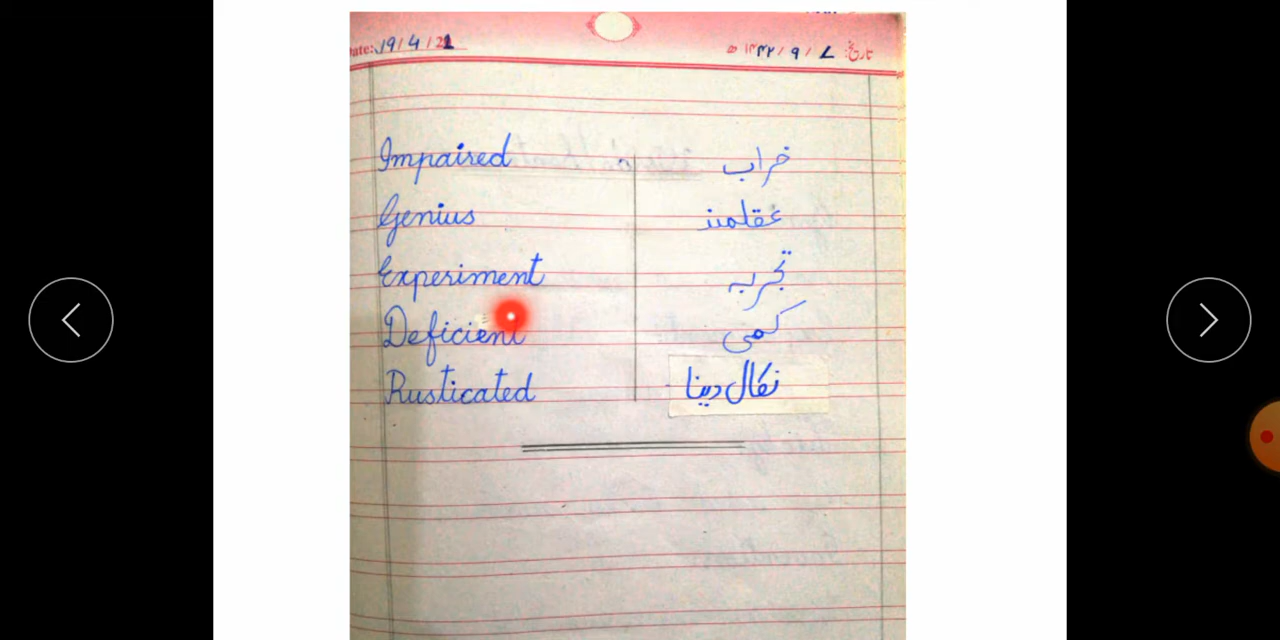 Date: 19/4/21 تاریخ: ۷/۹/۱۴۴۲ھ
Impaired خراب
Genius عقلمند
Experiment تجربہ
Deficient کمی
Rusticated نکال دینا